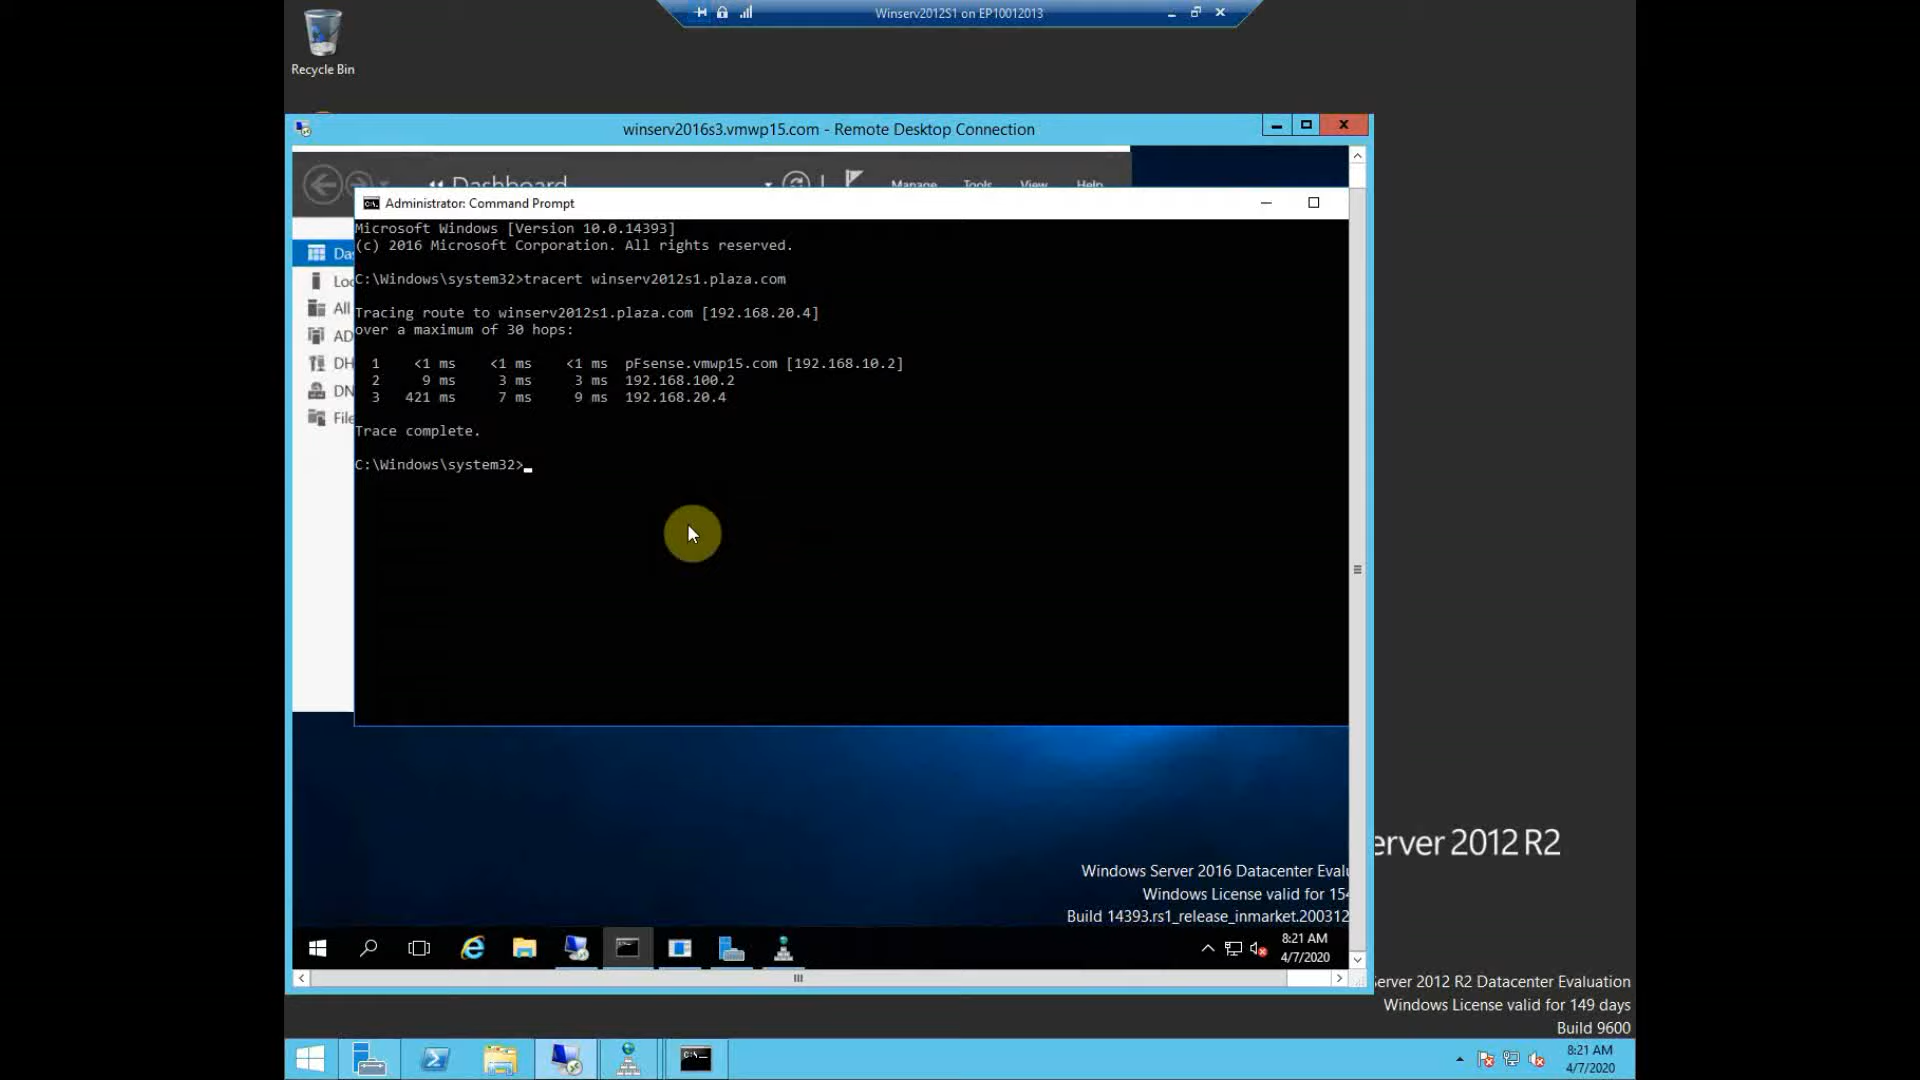 Winserv2012S1 on EP10012013
Recycle Bin
winserv2016s3.vmwp15.com - Remote Desktop Connection
Dashboard
Manage Tools View Help
Administrator: Command Prompt
Microsoft Windows [Version 10.0.14393]
(c) 2016 Microsoft Corporation. All rights reserved.
C:\Windows\system32>tracert winserv2012s1.plaza.com
Tracing route to winserv2012s1.plaza.com [192.168.20.4]
over a maximum of 30 hops:
1 <1 ms <1 ms <1 ms pFsense.vmwp15.com [192.168.10.2]
2 9 ms 3 ms 3 ms 192.168.100.2
3 421 ms 7 ms 9 ms 192.168.20.4
Trace complete.
C:\Windows\system32>
Da
Loc
All
AD
DH
DN
File
erver 2012 R2
Windows Server 2016 Datacenter Evalu
Windows License valid for 154
Build 14393.rs1_release_inmarket.200312
8:21 AM
4/7/2020
Server 2012 R2 Datacenter Evaluation
Windows License valid for 149 days
Build 9600
8:21 AM
4/7/2020